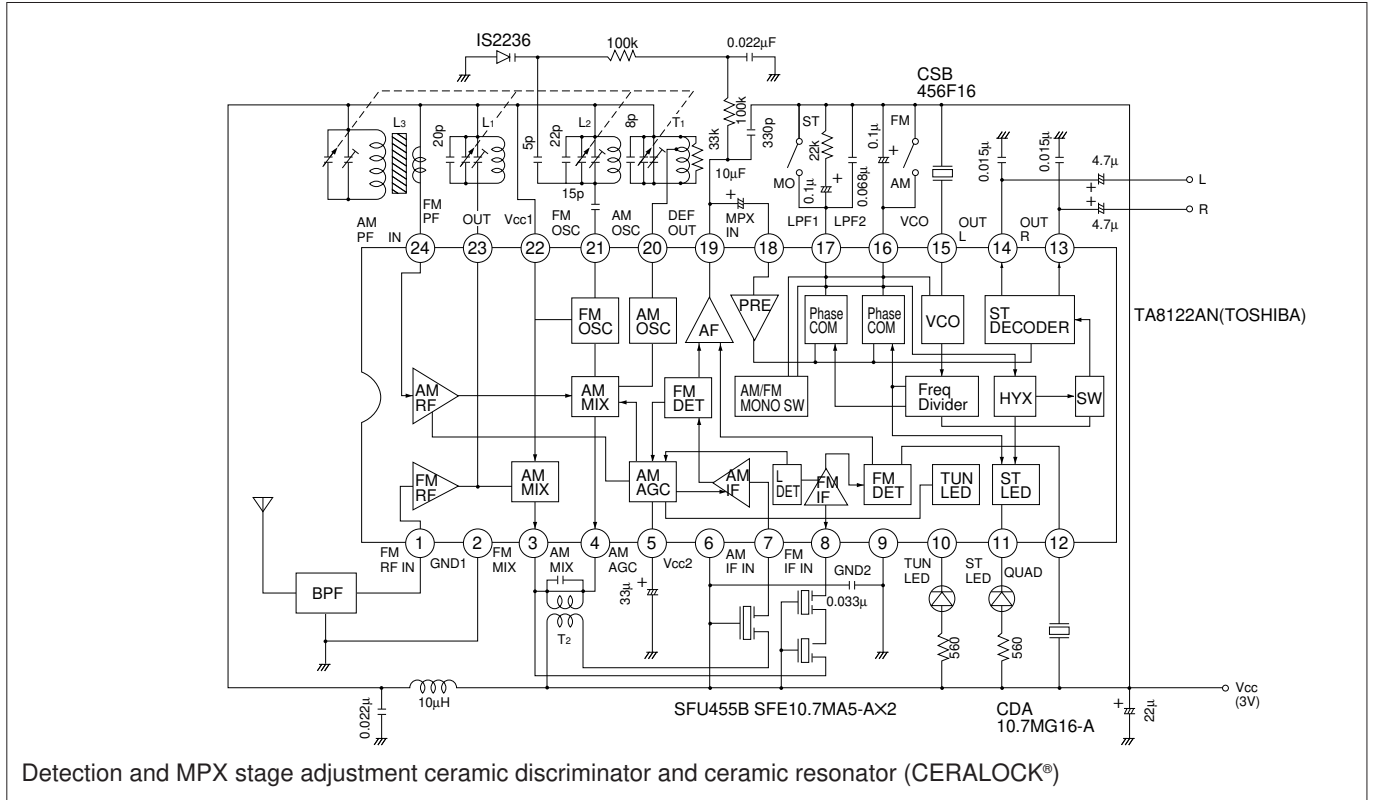 IS2236
100k
0.022µF
CSB
456F16
L3
20p
L1
5p
22p
L2
8p
T1
33k
100k
330p
ST
22k
0.1µ
FM
0.015µ
0.015µ
4.7µ
L
R
4.7µ
15p
10µF
MO
0.1µ
0.068µ
AM
AM
PF
FM
PF
IN
OUT
Vcc1
FM
OSC
AM
OSC
DEF
OUT
MPX
IN
LPF1
LPF2
VCO
OUT
L
OUT
R
24
23
22
21
20
19
18
17
16
15
14
13
TA8122AN(TOSHIBA)
FM
OSC
AM
OSC
AF
PRE
Phase
COM
Phase
COM
VCO
ST
DECODER
AM
RF
AM
MIX
FM
DET
AM/FM
MONO SW
Freq
Divider
HYX
SW
FM
RF
AM
MIX
AM
AGC
AM
IF
L
DET
FM
IF
FM
DET
TUN
LED
ST
LED
1
2
3
4
5
6
7
8
9
10
11
12
FM
RF IN
GND1
FM
MIX
AM
MIX
AM
AGC
Vcc2
AM
IF IN
FM
IF IN
GND2
TUN
LED
ST
LED
QUAD
BPF
T2
33µ
0.033µ
560
560
10µH
0.022µ
SFU455B SFE10.7MA5-A×2
CDA
10.7MG16-A
22µ
Vcc
(3V)
Detection and MPX stage adjustment ceramic discriminator and ceramic resonator (CERALOCK®)